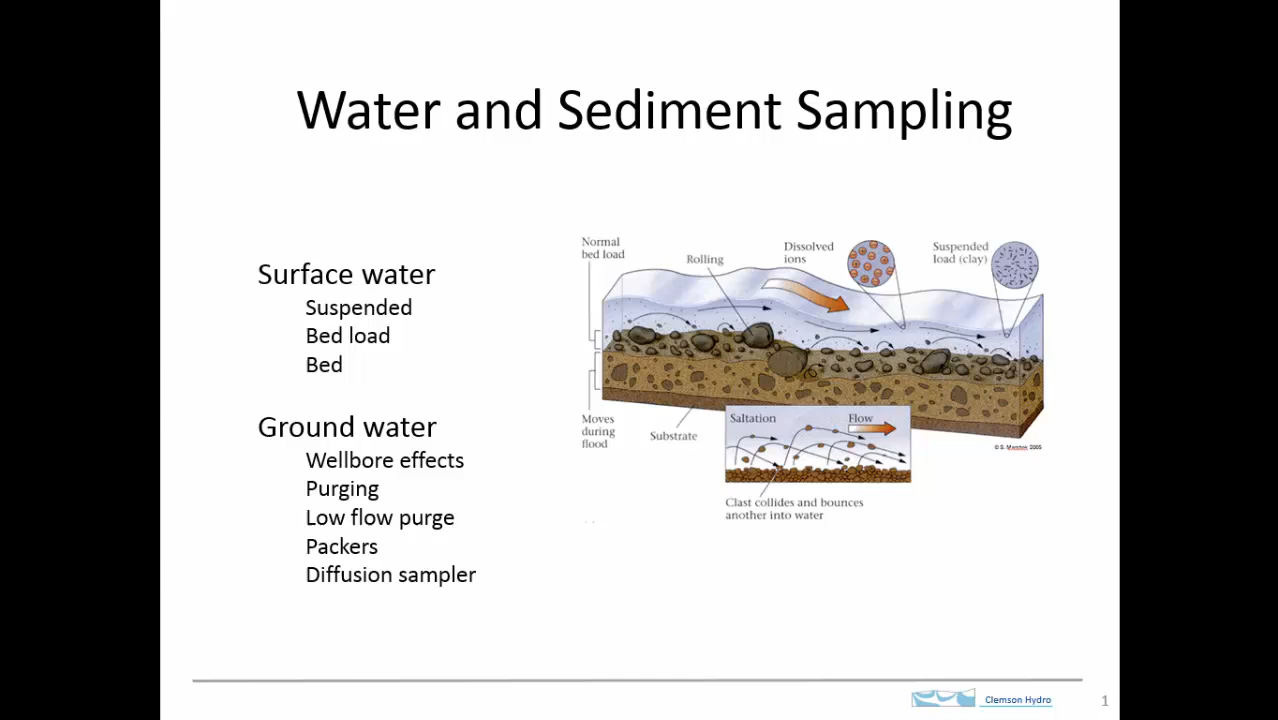 Water and Sediment Sampling
Surface water
Suspended
Bed load
Bed
Ground water
Wellbore effects
Purging
Low flow purge
Packers
Diffusion sampler
Normal
bed load
Rolling
Dissolved
ions
Suspended
load (clay)
Moves
during
flood
Substrate
Saltation
Flow
Clast collides and bounces
another into water
Clemson Hydro
1